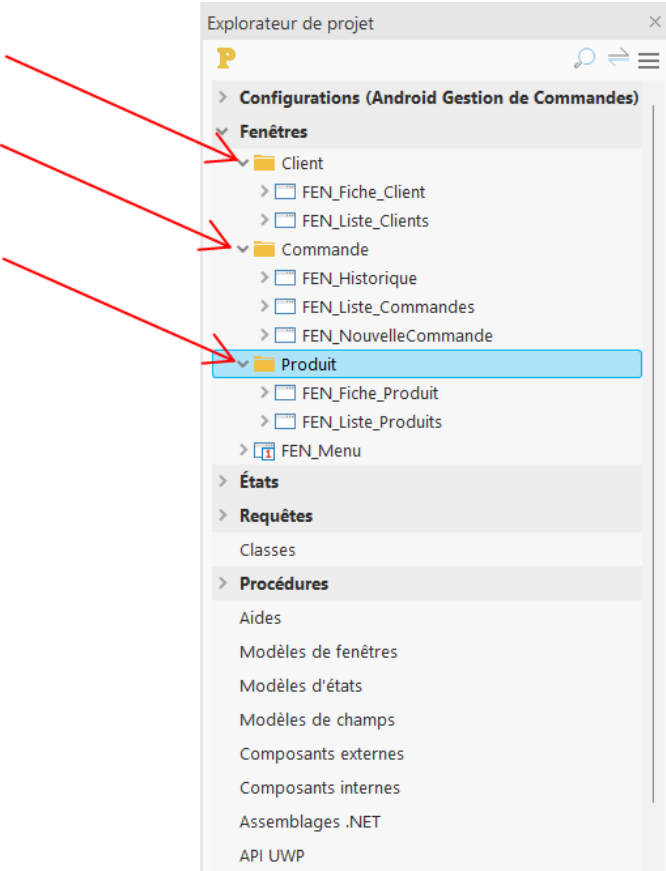 Explorateur de projet
P
Configurations (Android Gestion de Commandes)
Fenêtres
Client
FEN_Fiche_Client
FEN_Liste_Clients
Commande
FEN_Historique
FEN_Liste_Commandes
FEN_NouvelleCommande
Produit
FEN_Fiche_Produit
FEN_Liste_Produits
1 FEN_Menu
États
Requêtes
Classes
Procédures
Aides
Modèles de fenêtres
Modèles d'états
Modèles de champs
Composants externes
Composants internes
Assemblages .NET
API UWP